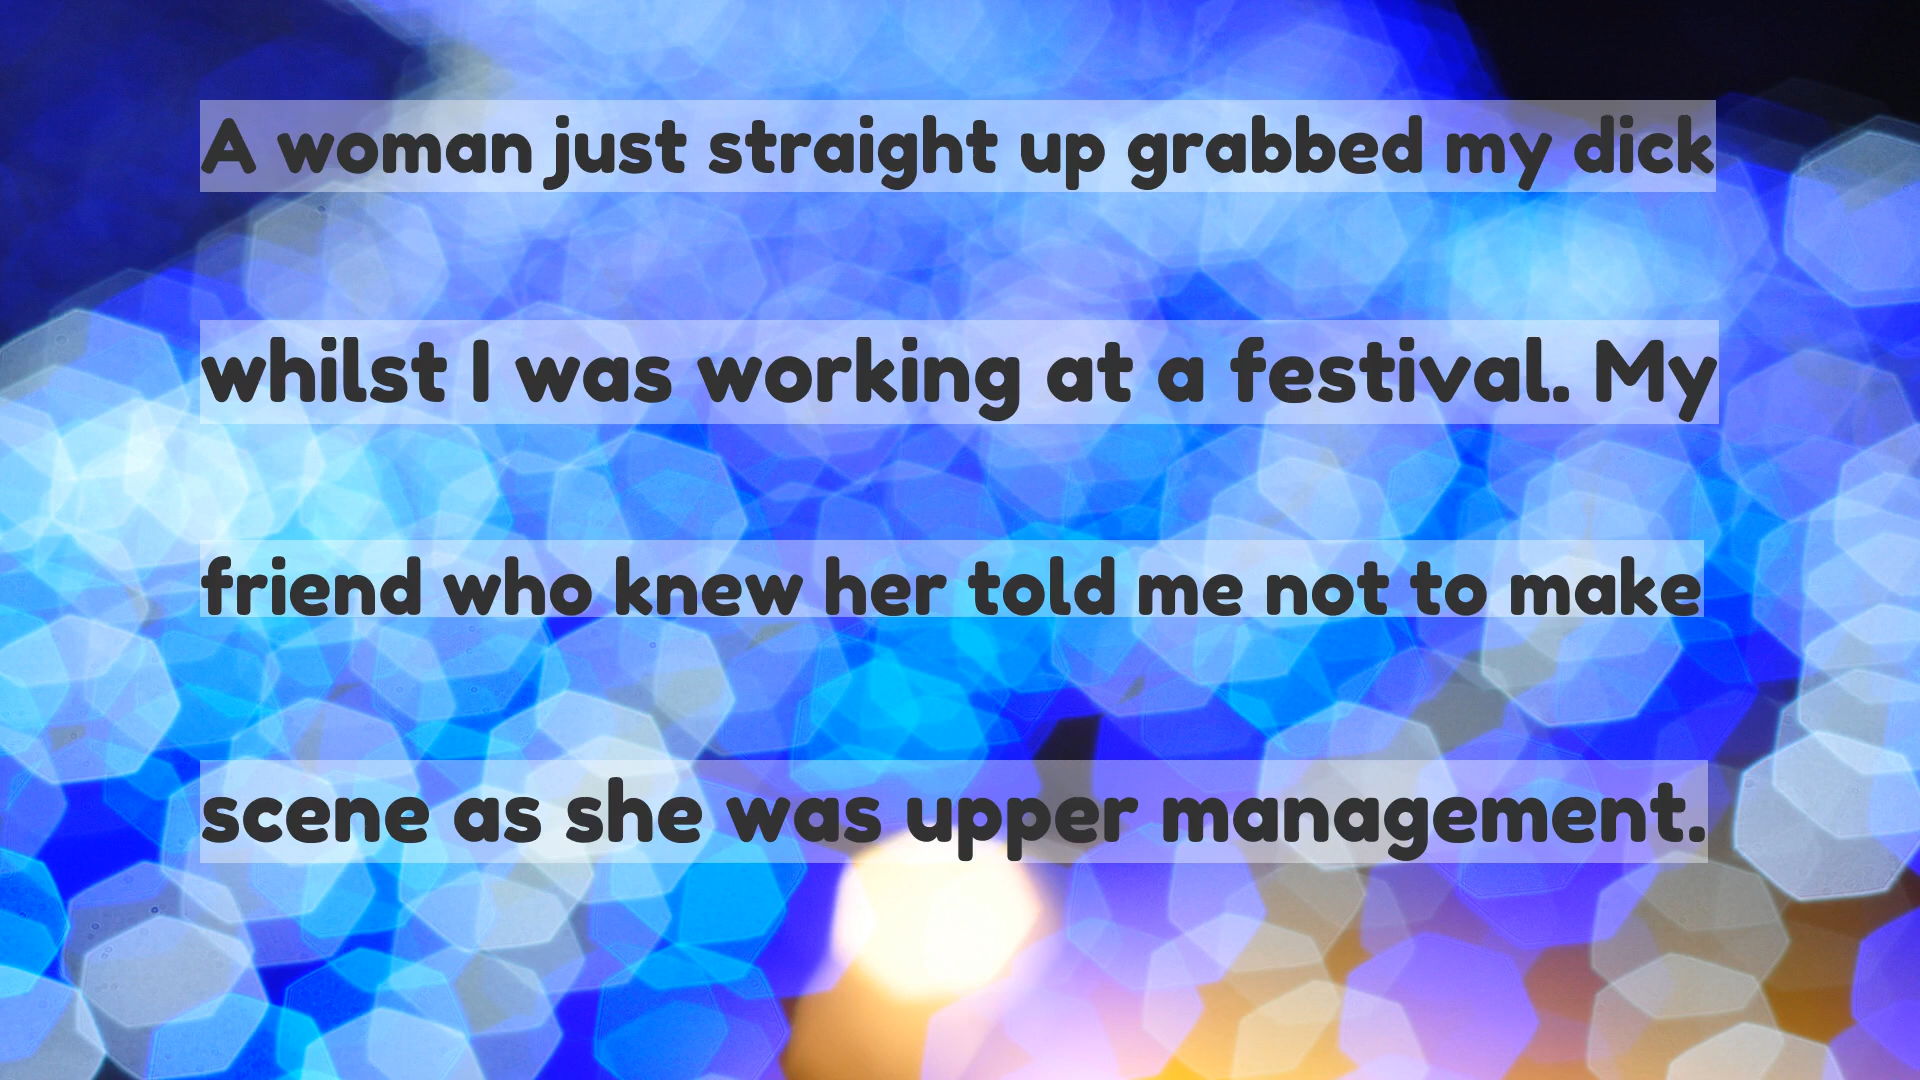 A woman just straight up grabbed my dick
whilst I was working at a festival. My
friend who knew her told me not to make
scene as she was upper management.